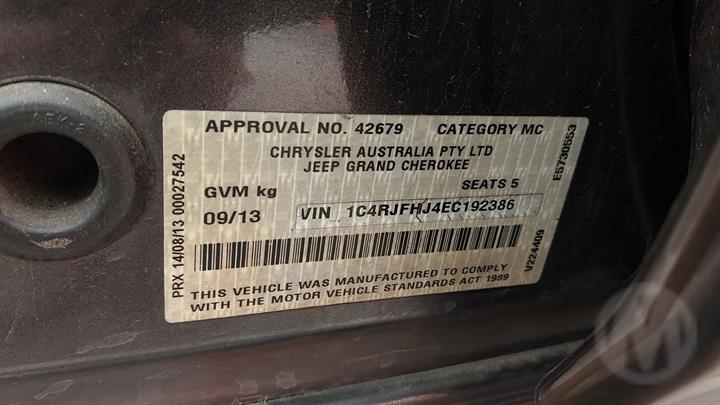 APPROVAL NO. 42679 CATEGORY MC
CHRYSLER AUSTRALIA PTY LTD
JEEP GRAND CHEROKEE
GVM kg SEATS 5
09/13 VIN 1C4RJFHJ4EC192386
THIS VEHICLE WAS MANUFACTURED TO COMPLY
WITH THE MOTOR VEHICLE STANDARDS ACT 1989
PRX 14/08/13 00027542
E5730553
V224409